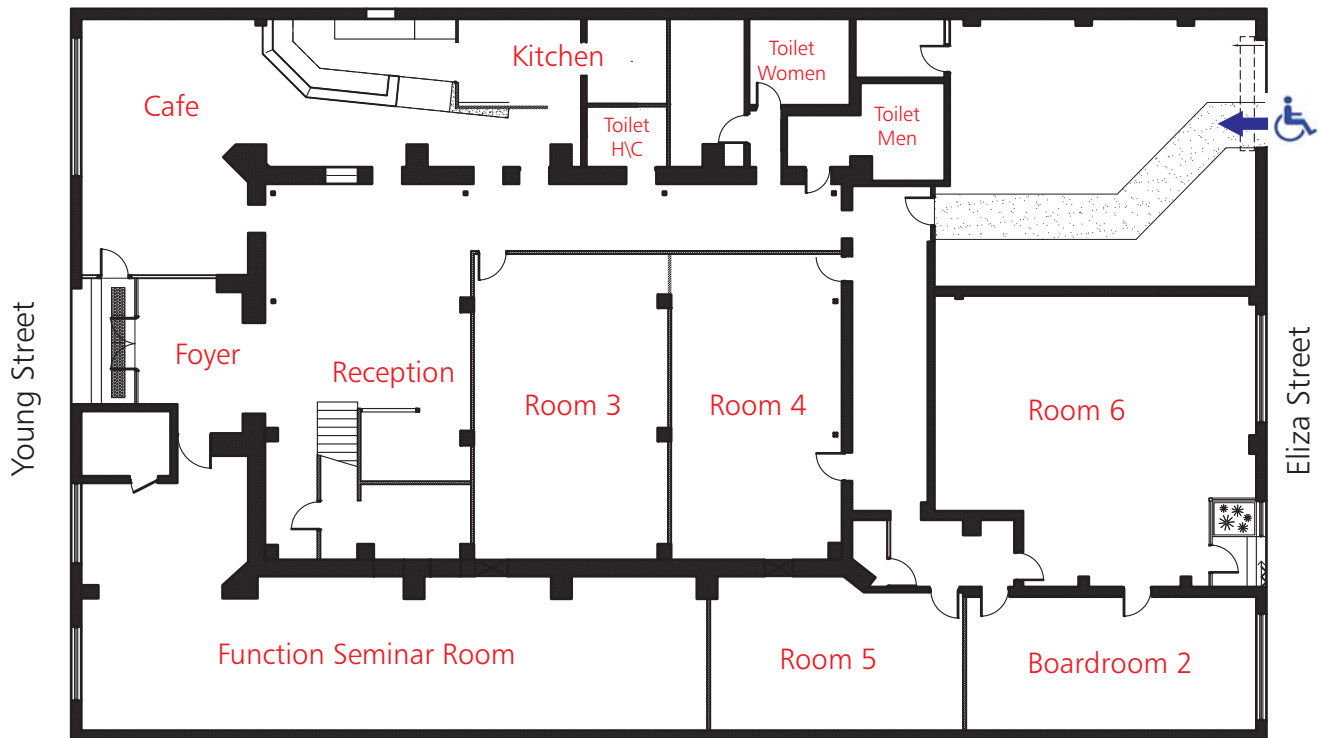 Kitchen
Toilet
Women
Cafe
Toilet
H\C
Toilet
Men
Young Street
Foyer
Reception
Room 3
Room 4
Room 6
Eliza Street
Function Seminar Room
Room 5
Boardroom 2